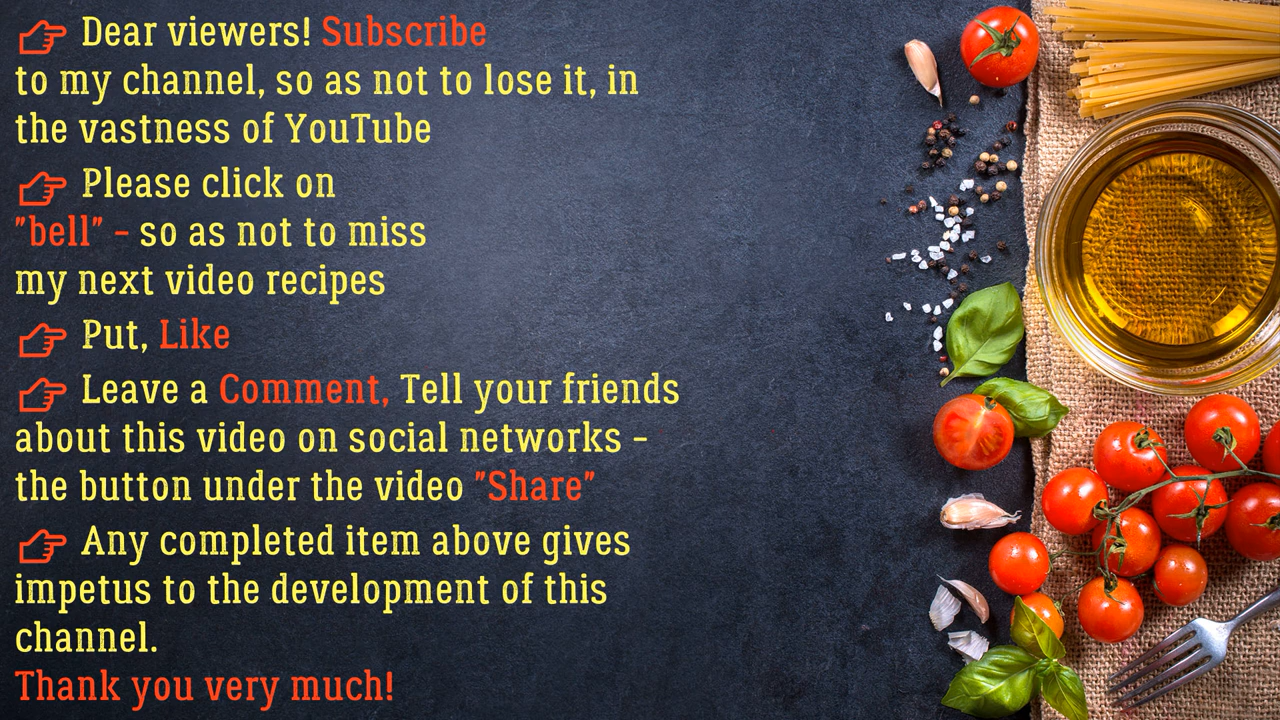 Dear viewers! Subscribe
to my channel, so as not to lose it, in
the vastness of YouTube
Please click on
"bell" - so as not to miss
my next video recipes
Put, Like
Leave a Comment, Tell your friends
about this video on social networks -
the button under the video "Share"
Any completed item above gives
impetus to the development of this
channel.
Thank you very much!